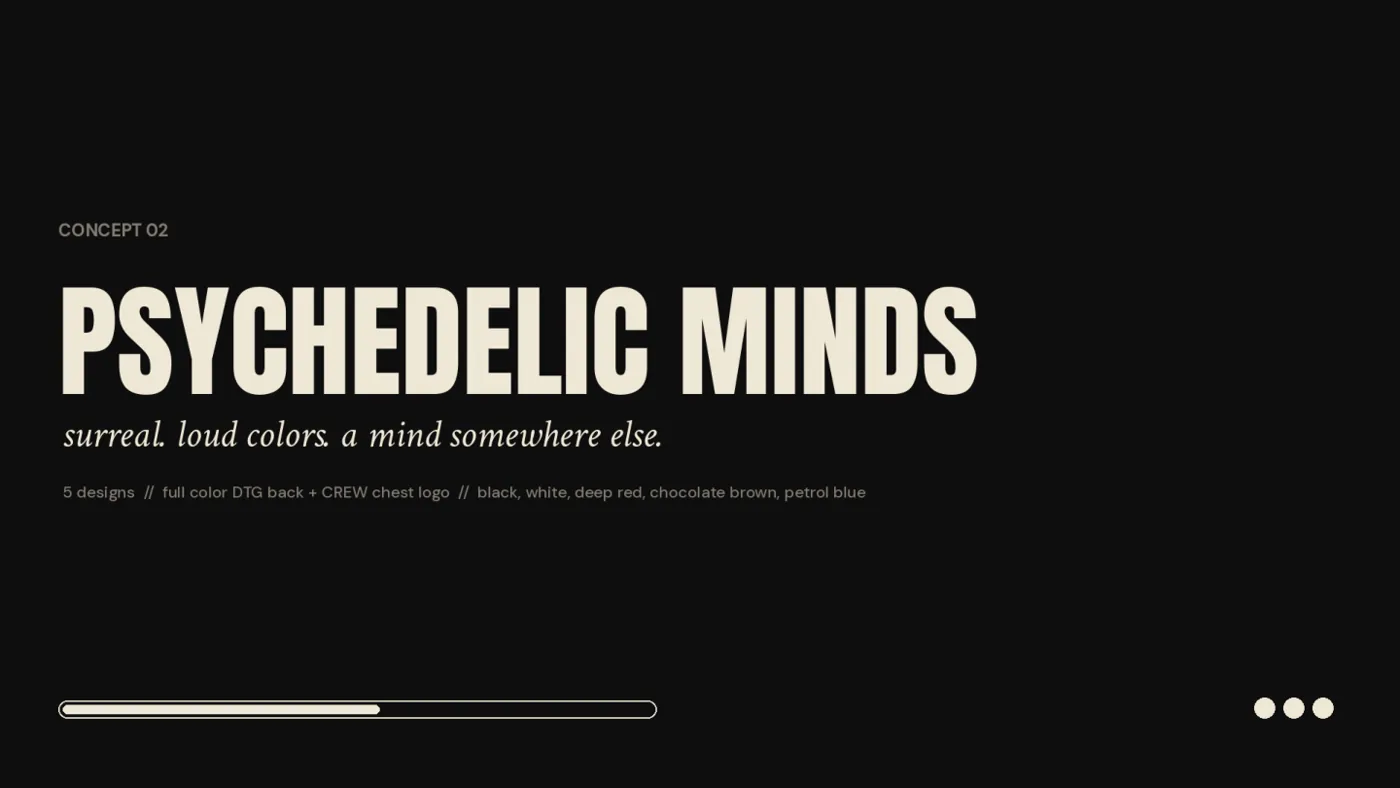 CONCEPT 02
PSYCHEDELIC MINDS
surreal. loud colors. a mind somewhere else.
5 designs // full color DTG back + CREW chest logo // black, white, deep red, chocolate brown, petrol blue